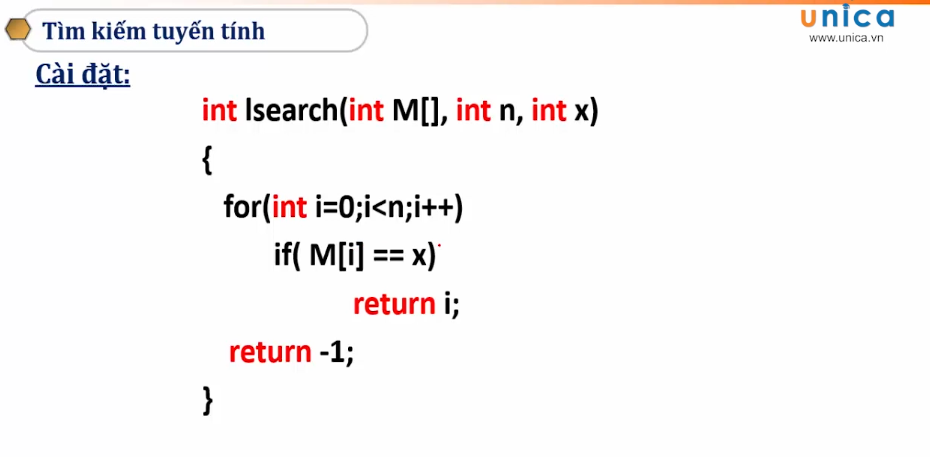 Tìm kiếm tuyến tính
unica
www.unica.vn
Cài đặt:
int lsearch(int M[], int n, int x)
{
for(int i=0;i<n;i++)
if( M[i] == x)
return i;
return -1;
}